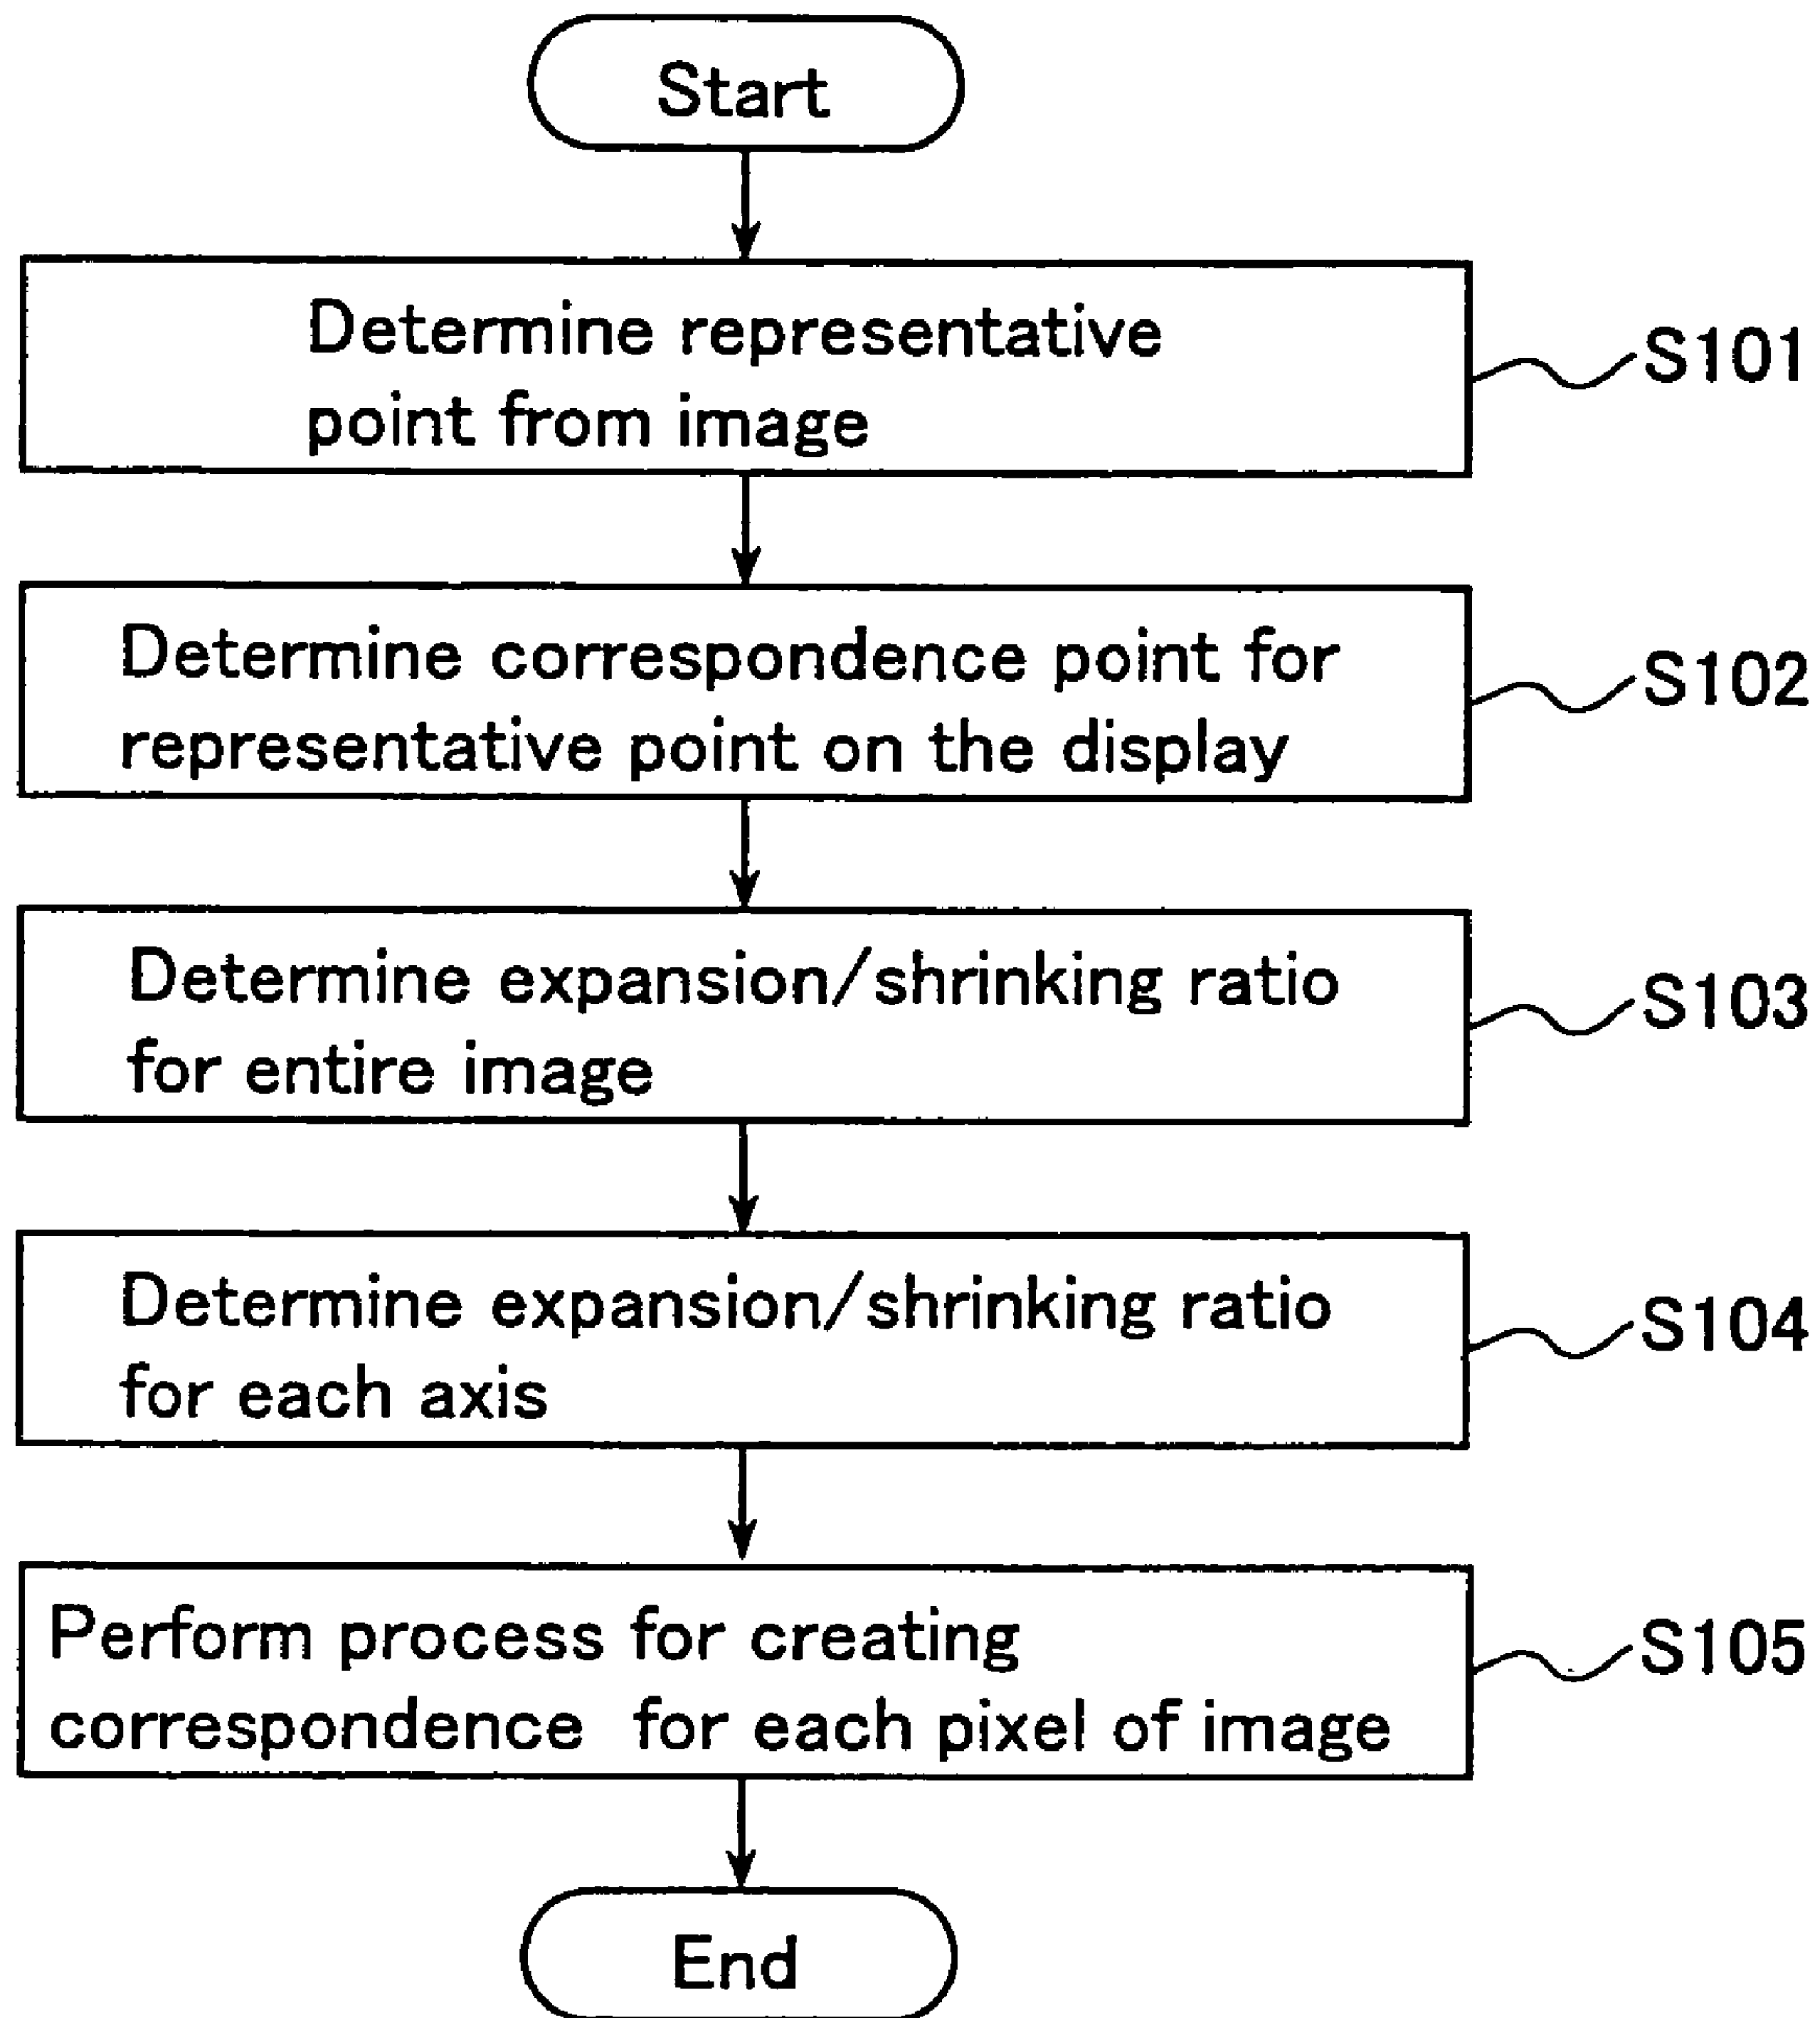 Start
Determine representative
point from image
S101
Determine correspondence point for
representative point on the display
S102
Determine expansion/shrinking ratio
for entire image
S103
Determine expansion/shrinking ratio
for each axis
S104
Perform process for creating
correspondence for each pixel of image
S105
End